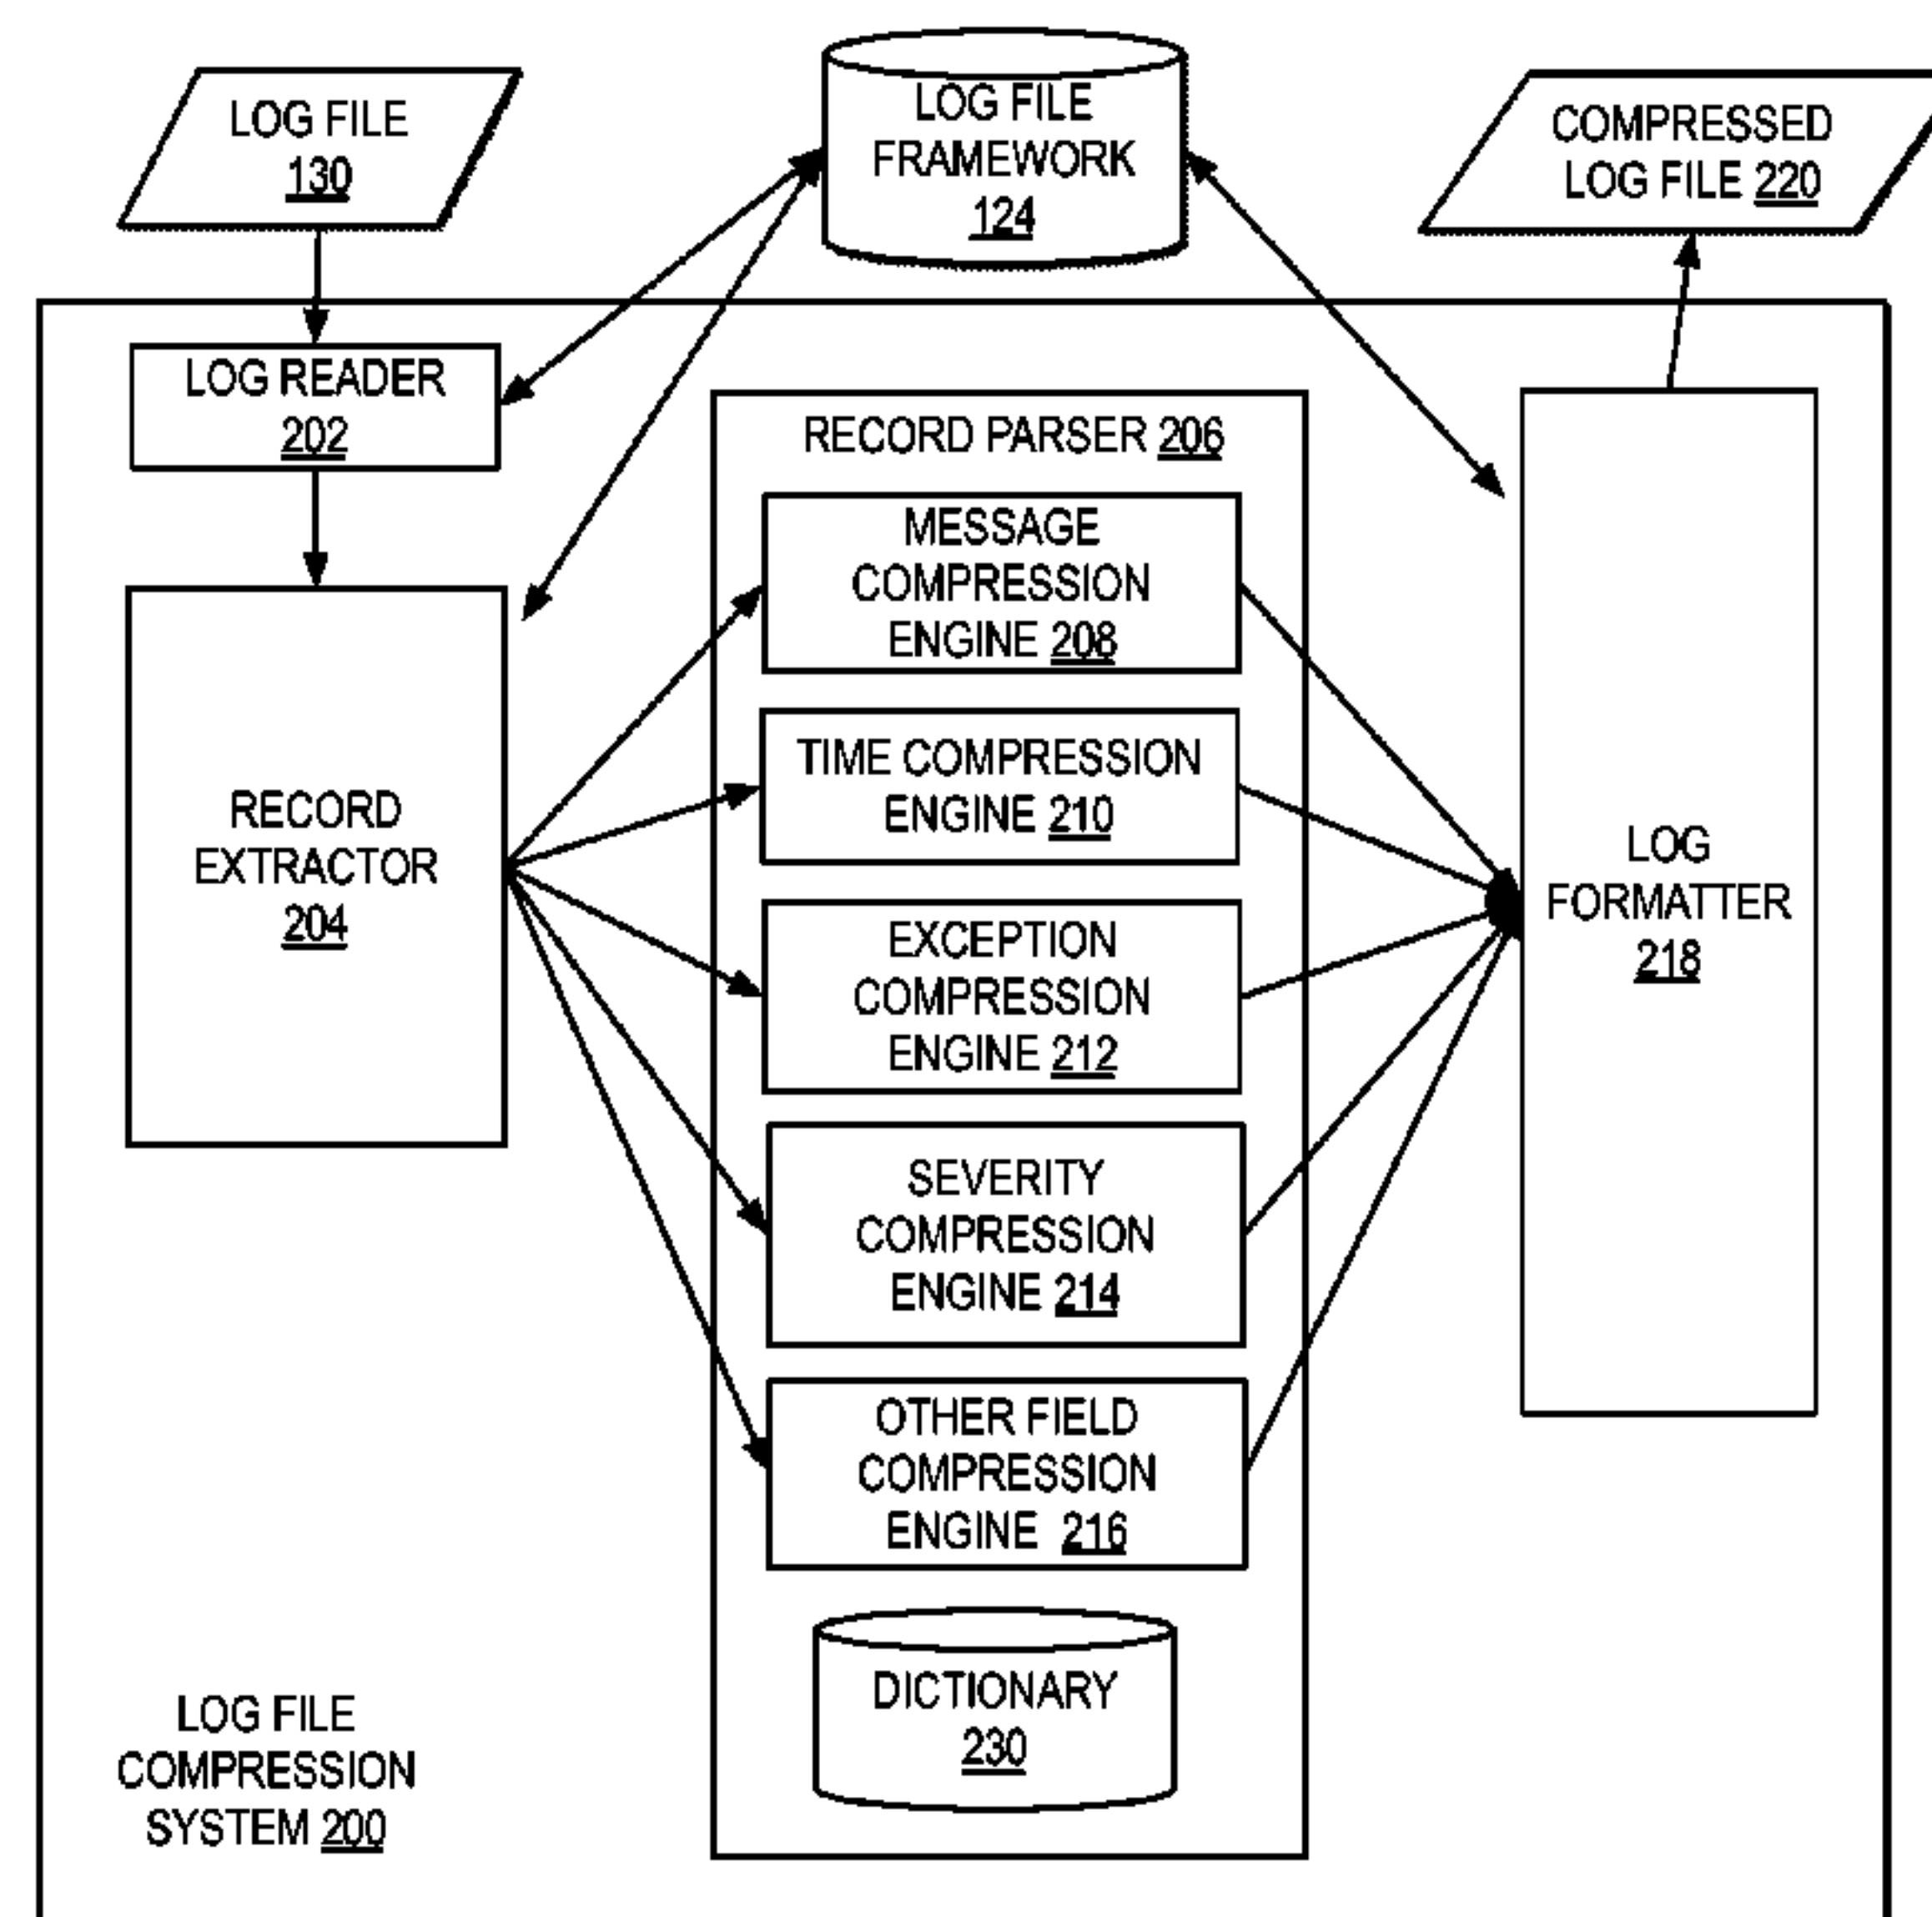 LOG FILE
130
LOG FILE
FRAMEWORK
124
COMPRESSED
LOG FILE 220
LOG READER
202
RECORD PARSER 206
MESSAGE
COMPRESSION
ENGINE 208
TIME COMPRESSION
ENGINE 210
RECORD
EXTRACTOR
204
EXCEPTION
COMPRESSION
ENGINE 212
LOG
FORMATTER
218
SEVERITY
COMPRESSION
ENGINE 214
OTHER FIELD
COMPRESSION
ENGINE 216
DICTIONARY
230
LOG FILE
COMPRESSION
SYSTEM 200